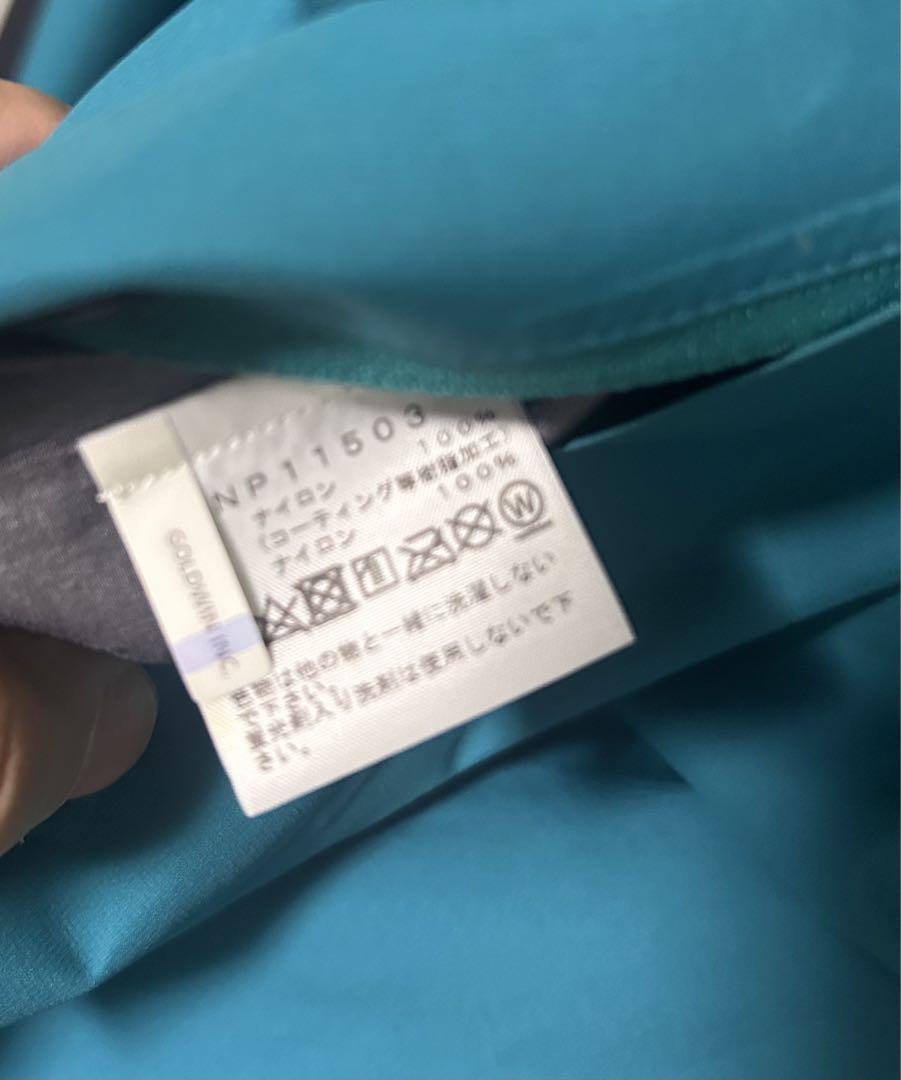 NP11503
ナイロン 100%
(コーティング等樹脂加工)
ナイロン 100%
W
色物は他の物と一緒に洗濯しない
で下さい。
蛍光剤入り洗剤は使用しないで下
さい。
GOLDWIN INC.